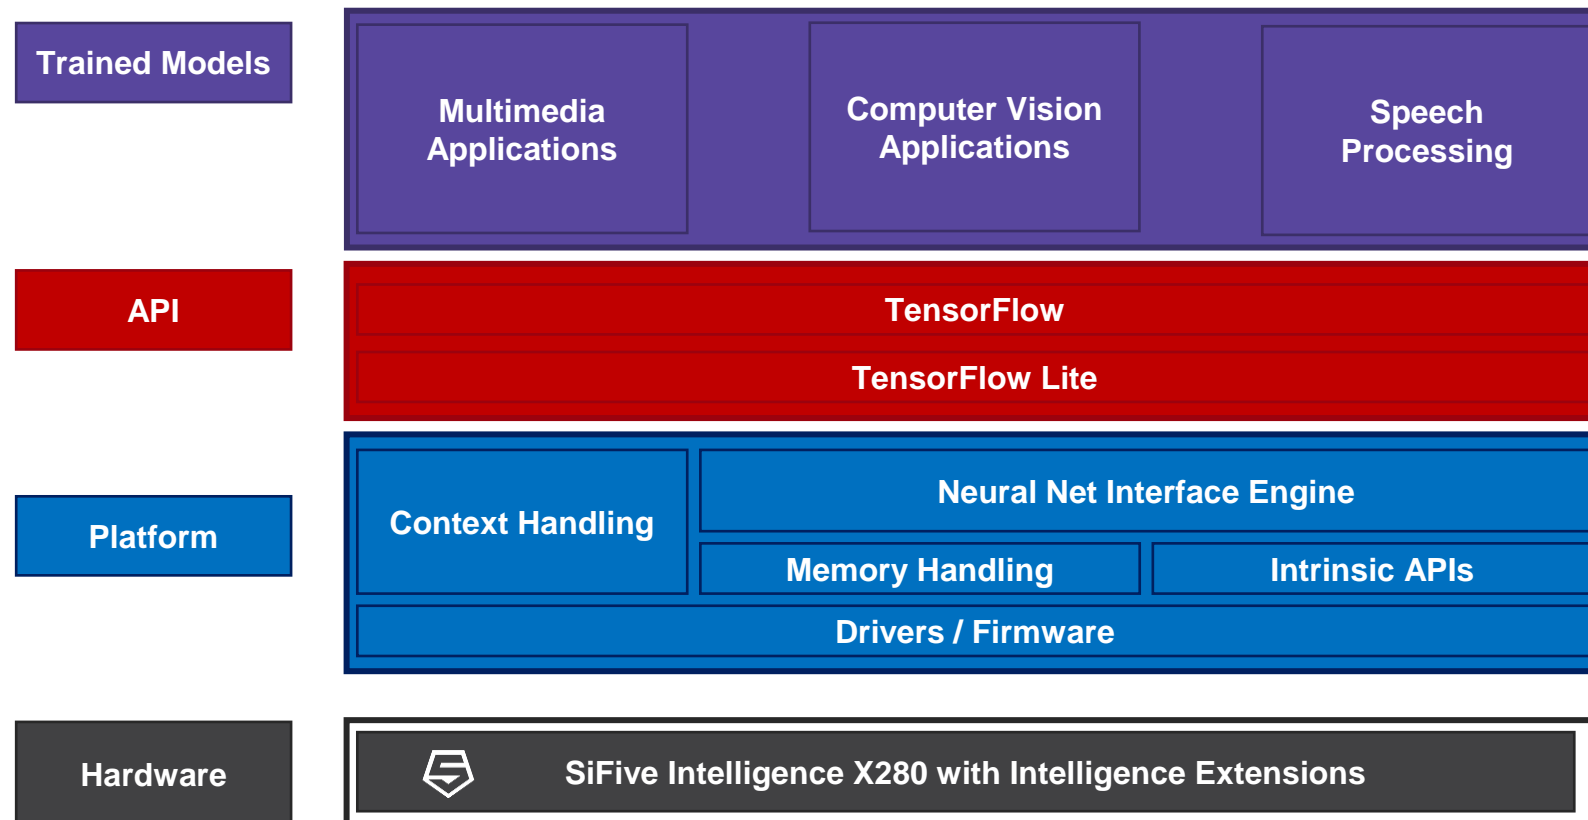 Trained Models
Multimedia
Applications
Computer Vision
Applications
Speech
Processing
API
TensorFlow
TensorFlow Lite
Platform
Context Handling
Neural Net Interface Engine
Memory Handling
Intrinsic APIs
Drivers / Firmware
Hardware
SiFive Intelligence X280 with Intelligence Extensions